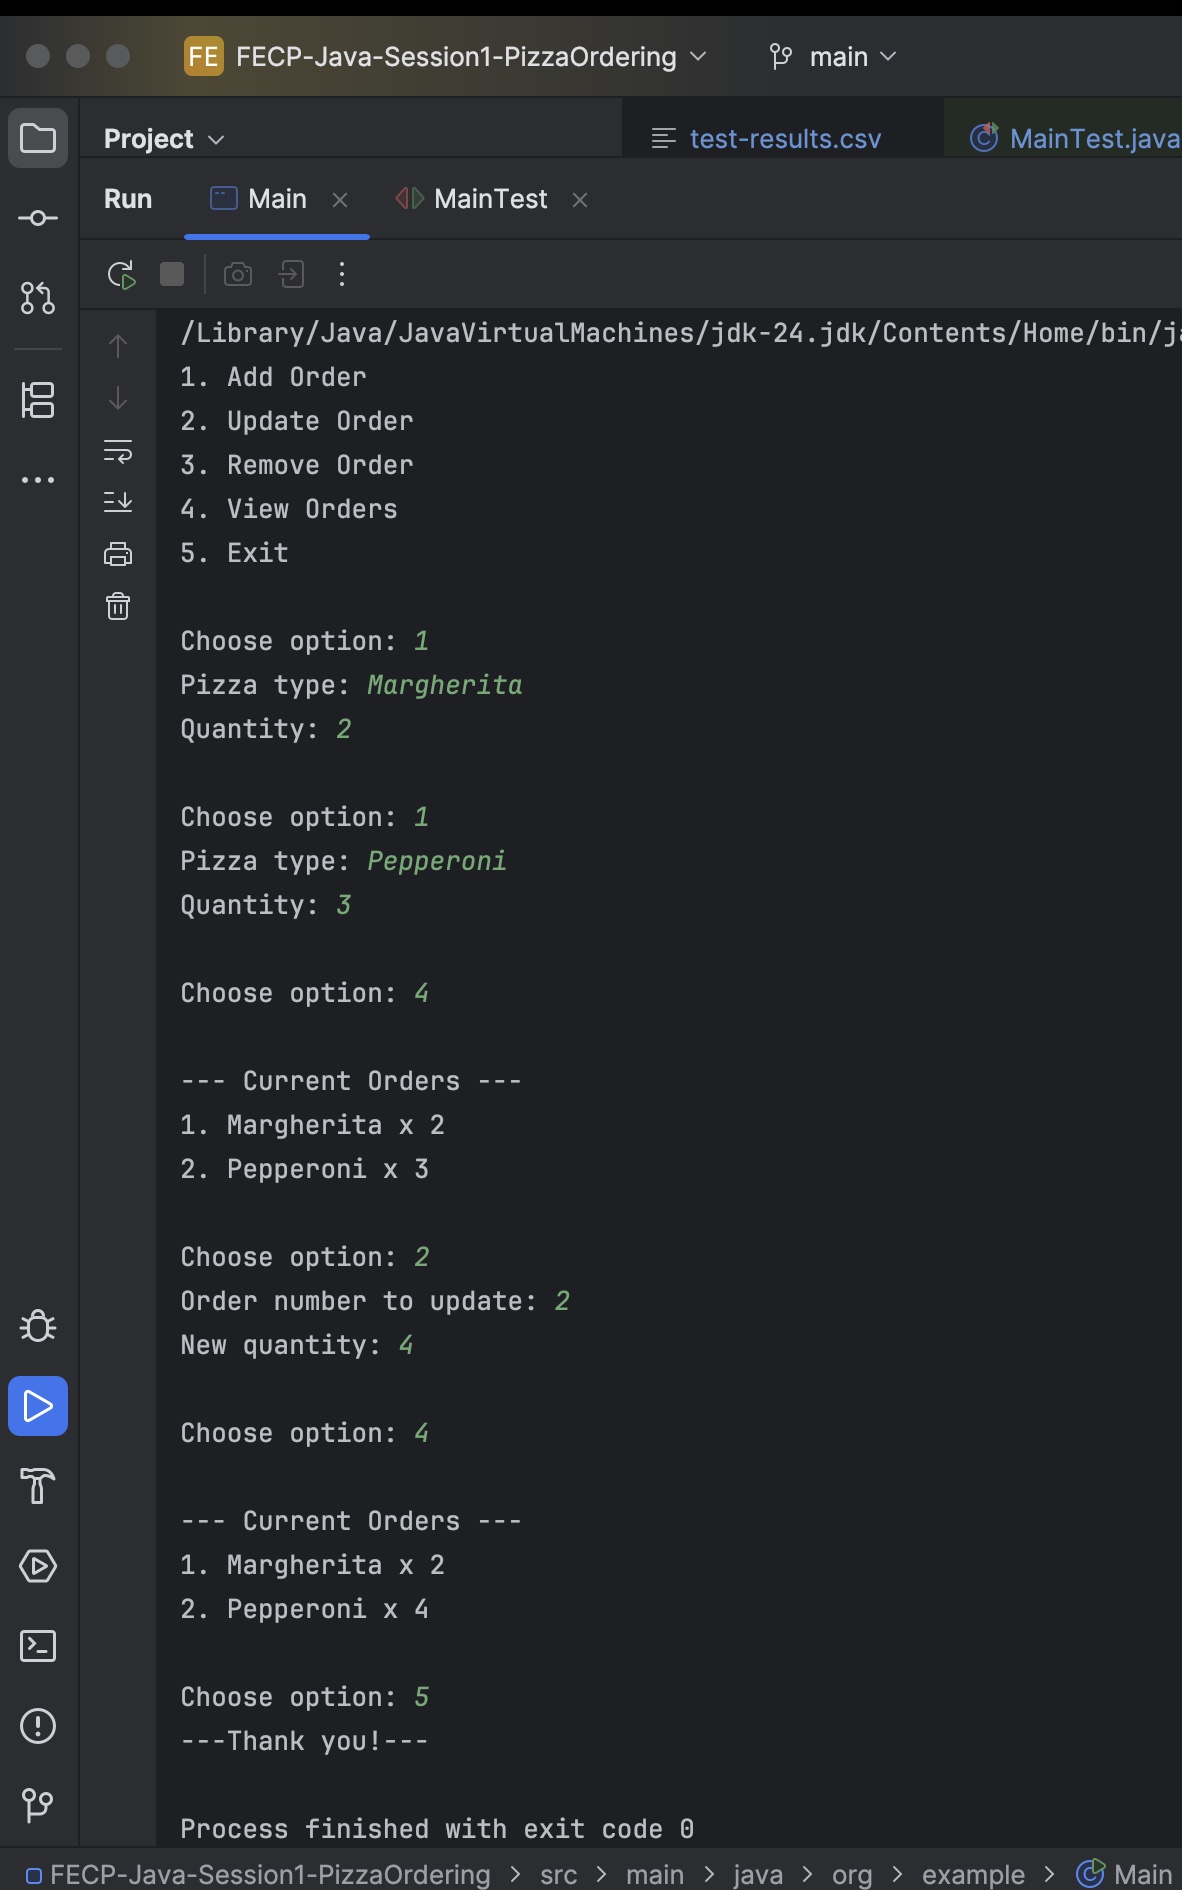 FE FECP-Java-Session1-PizzaOrdering main
Project test-results.csv MainTest.java
Run Main MainTest
/Library/Java/JavaVirtualMachines/jdk-24.jdk/Contents/Home/bin/
1. Add Order
2. Update Order
3. Remove Order
4. View Orders
5. Exit
Choose option: 1
Pizza type: Margherita
Quantity: 2
Choose option: 1
Pizza type: Pepperoni
Quantity: 3
Choose option: 4
--- Current Orders ---
1. Margherita x 2
2. Pepperoni x 3
Choose option: 2
Order number to update: 2
New quantity: 4
Choose option: 4
--- Current Orders ---
1. Margherita x 2
2. Pepperoni x 4
Choose option: 5
---Thank you!---
Process finished with exit code 0
FECP-Java-Session1-PizzaOrdering > src > main > java > org > example > Main